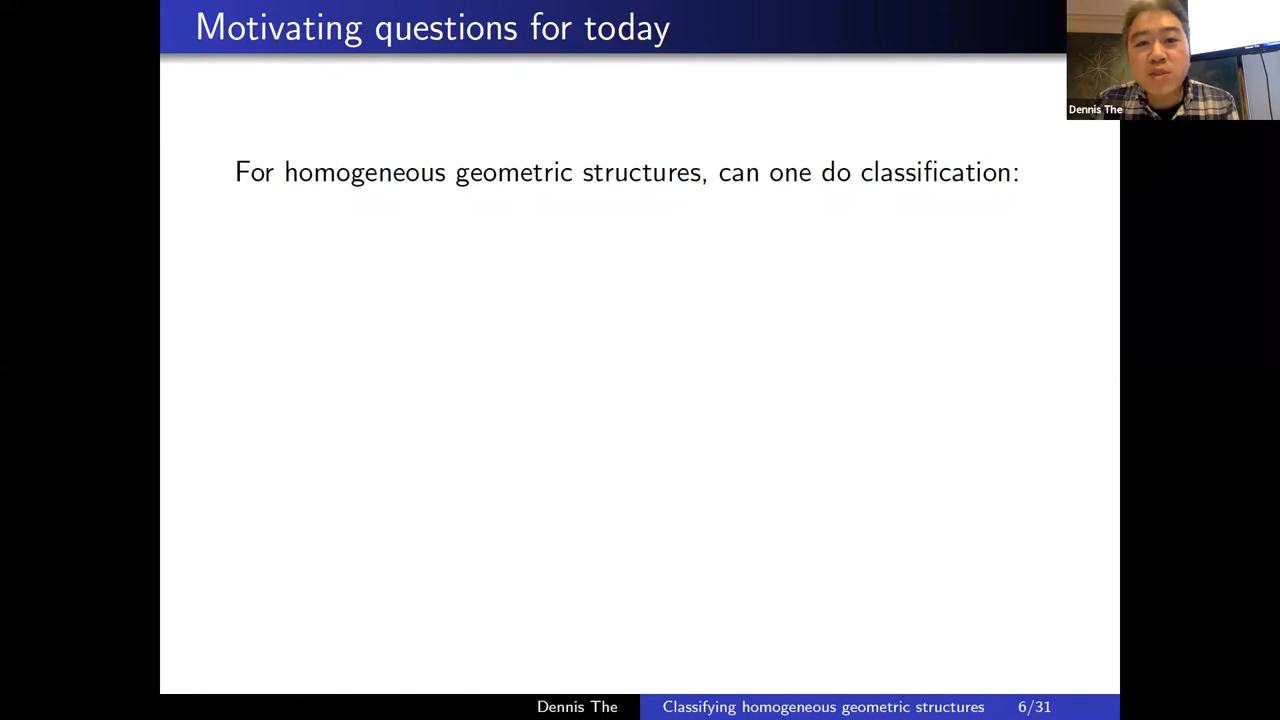 Motivating questions for today
Dennis The
For homogeneous geometric structures, can one do classification:
Dennis The
Classifying homogeneous geometric structures
6/31